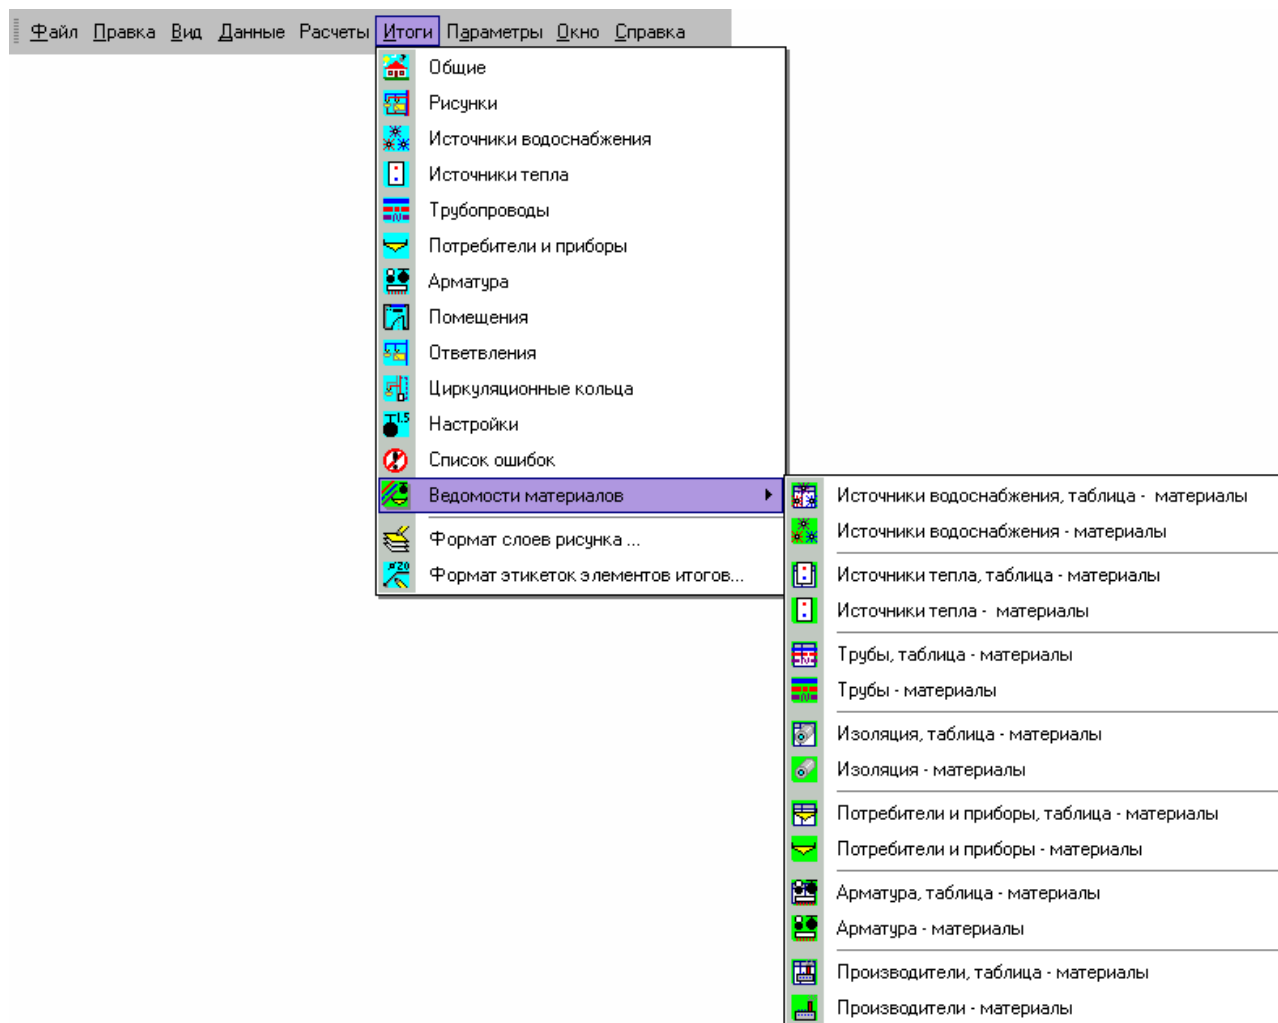 Файл Правка Вид Данные Расчеты Итоги Параметры Окно Справка
Общие
Рисунки
Источники водоснабжения
Источники тепла
Трубопроводы
Потребители и приборы
Арматура
Помещения
Ответвления
Циркуляционные кольца
Настройки
Список ошибок
Ведомости материалов
Формат слоев рисунка ...
Формат этикеток элементов итогов...
Источники водоснабжения, таблица - материалы
Источники водоснабжения - материалы
Источники тепла, таблица - материалы
Источники тепла - материалы
Трубы, таблица - материалы
Трубы - материалы
Изоляция, таблица - материалы
Изоляция - материалы
Потребители и приборы, таблица - материалы
Потребители и приборы - материалы
Арматура, таблица - материалы
Арматура - материалы
Производители, таблица - материалы
Производители - материалы